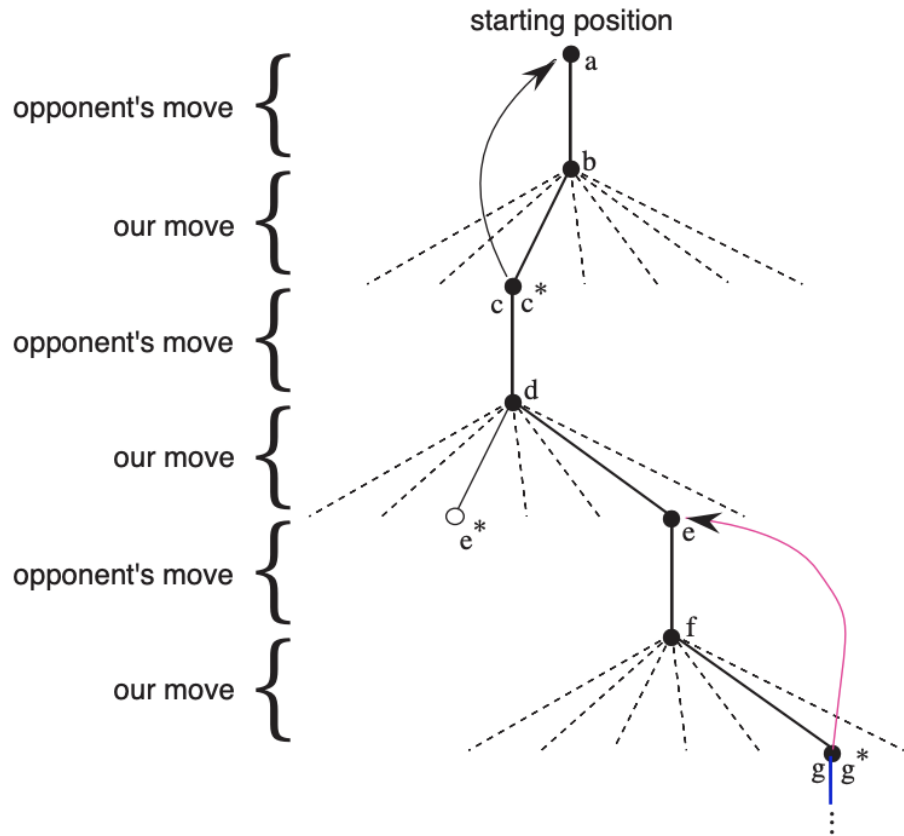 starting position
a
opponent's move
b
our move
c c*
opponent's move
d
our move
e*
e
opponent's move
f
our move
g g*